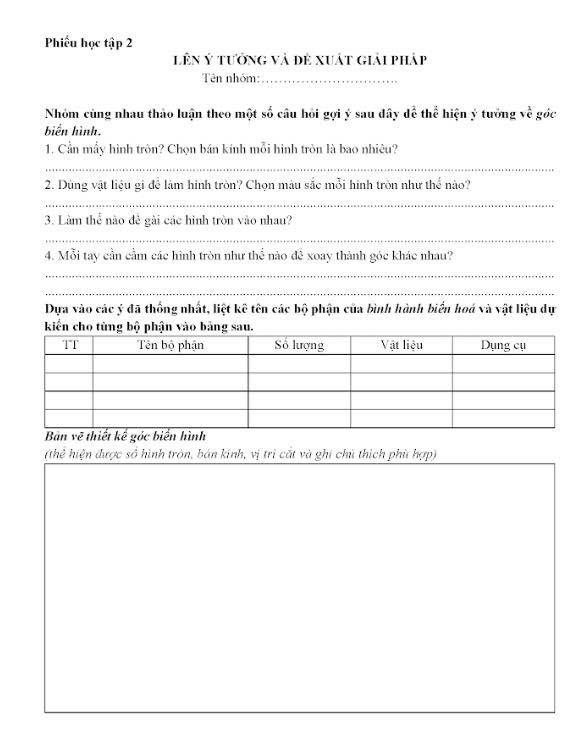 Phiếu học tập 2
LÊN Ý TƯỞNG VÀ ĐỀ XUẤT GIẢI PHÁP
Tên nhóm:…………………………….
Nhóm cùng nhau thảo luận theo một số câu hỏi gợi ý sau đây để thể hiện ý tưởng về góc
biến hình.
1. Cần mấy hình tròn? Chọn bán kính mỗi hình tròn là bao nhiêu?
2. Dùng vật liệu gì để làm hình tròn? Chọn màu sắc mỗi hình tròn như thế nào?
3. Làm thế nào để gài các hình tròn vào nhau?
4. Mỗi tay cần cầm các hình tròn như thế nào để xoay thành góc khác nhau?
Dựa vào các ý đã thống nhất, liệt kê tên các bộ phận của bình hành biến hoá và vật liệu dự
kiến cho từng bộ phận vào bảng sau.
TT Tên bộ phận Số lượng Vật liệu Dụng cụ
Bản vẽ thiết kế góc biến hình
(thể hiện được số hình tròn, bán kính, vị trí cắt và ghi chú thích phù hợp)